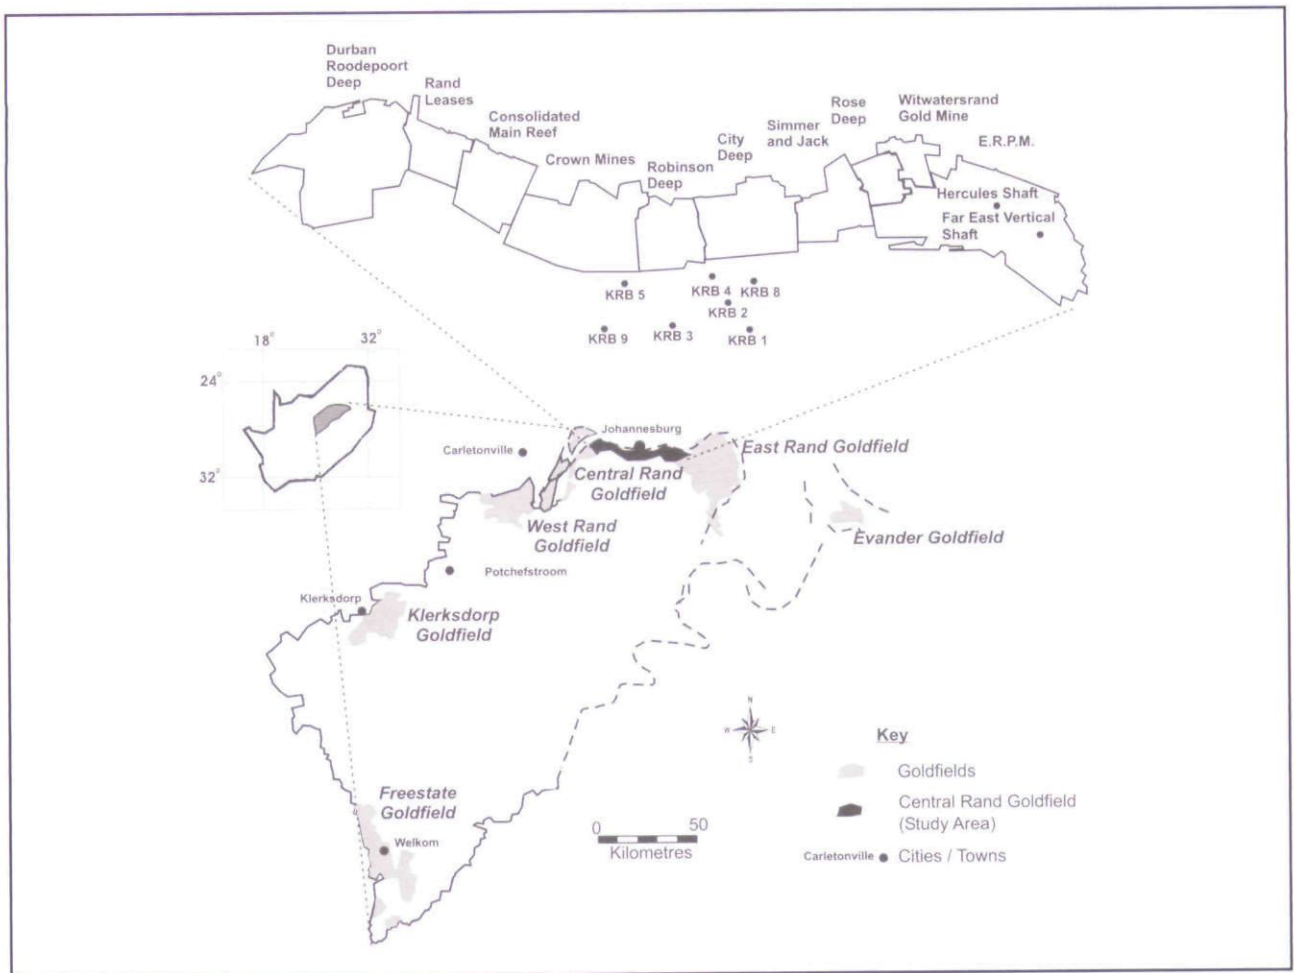 Durban
Roodepoort
Deep
Rand
Leases
Consolidated
Main Reef
Crown Mines
Robinson
Deep
City
Deep
Simmer
and Jack
Rose
Deep
Witwatersrand
Gold Mine
E.R.P.M.
Hercules Shaft
Far East Vertical
Shaft
KRB 5
KRB 4
KRB 8
KRB 2
KRB 9
KRB 3
KRB 1
18°
32°
24°
32°
Johannesburg
Carletonville
East Rand Goldfield
Central Rand
Goldfield
West Rand
Goldfield
Evander Goldfield
Potchefstroom
Klerksdorp
Klerksdorp
Goldfield
Freestate
Goldfield
Welkom
N
W
E
S
0
50
Kilometres
Key
Goldfields
Central Rand Goldfield
(Study Area)
Carletonville
Cities / Towns